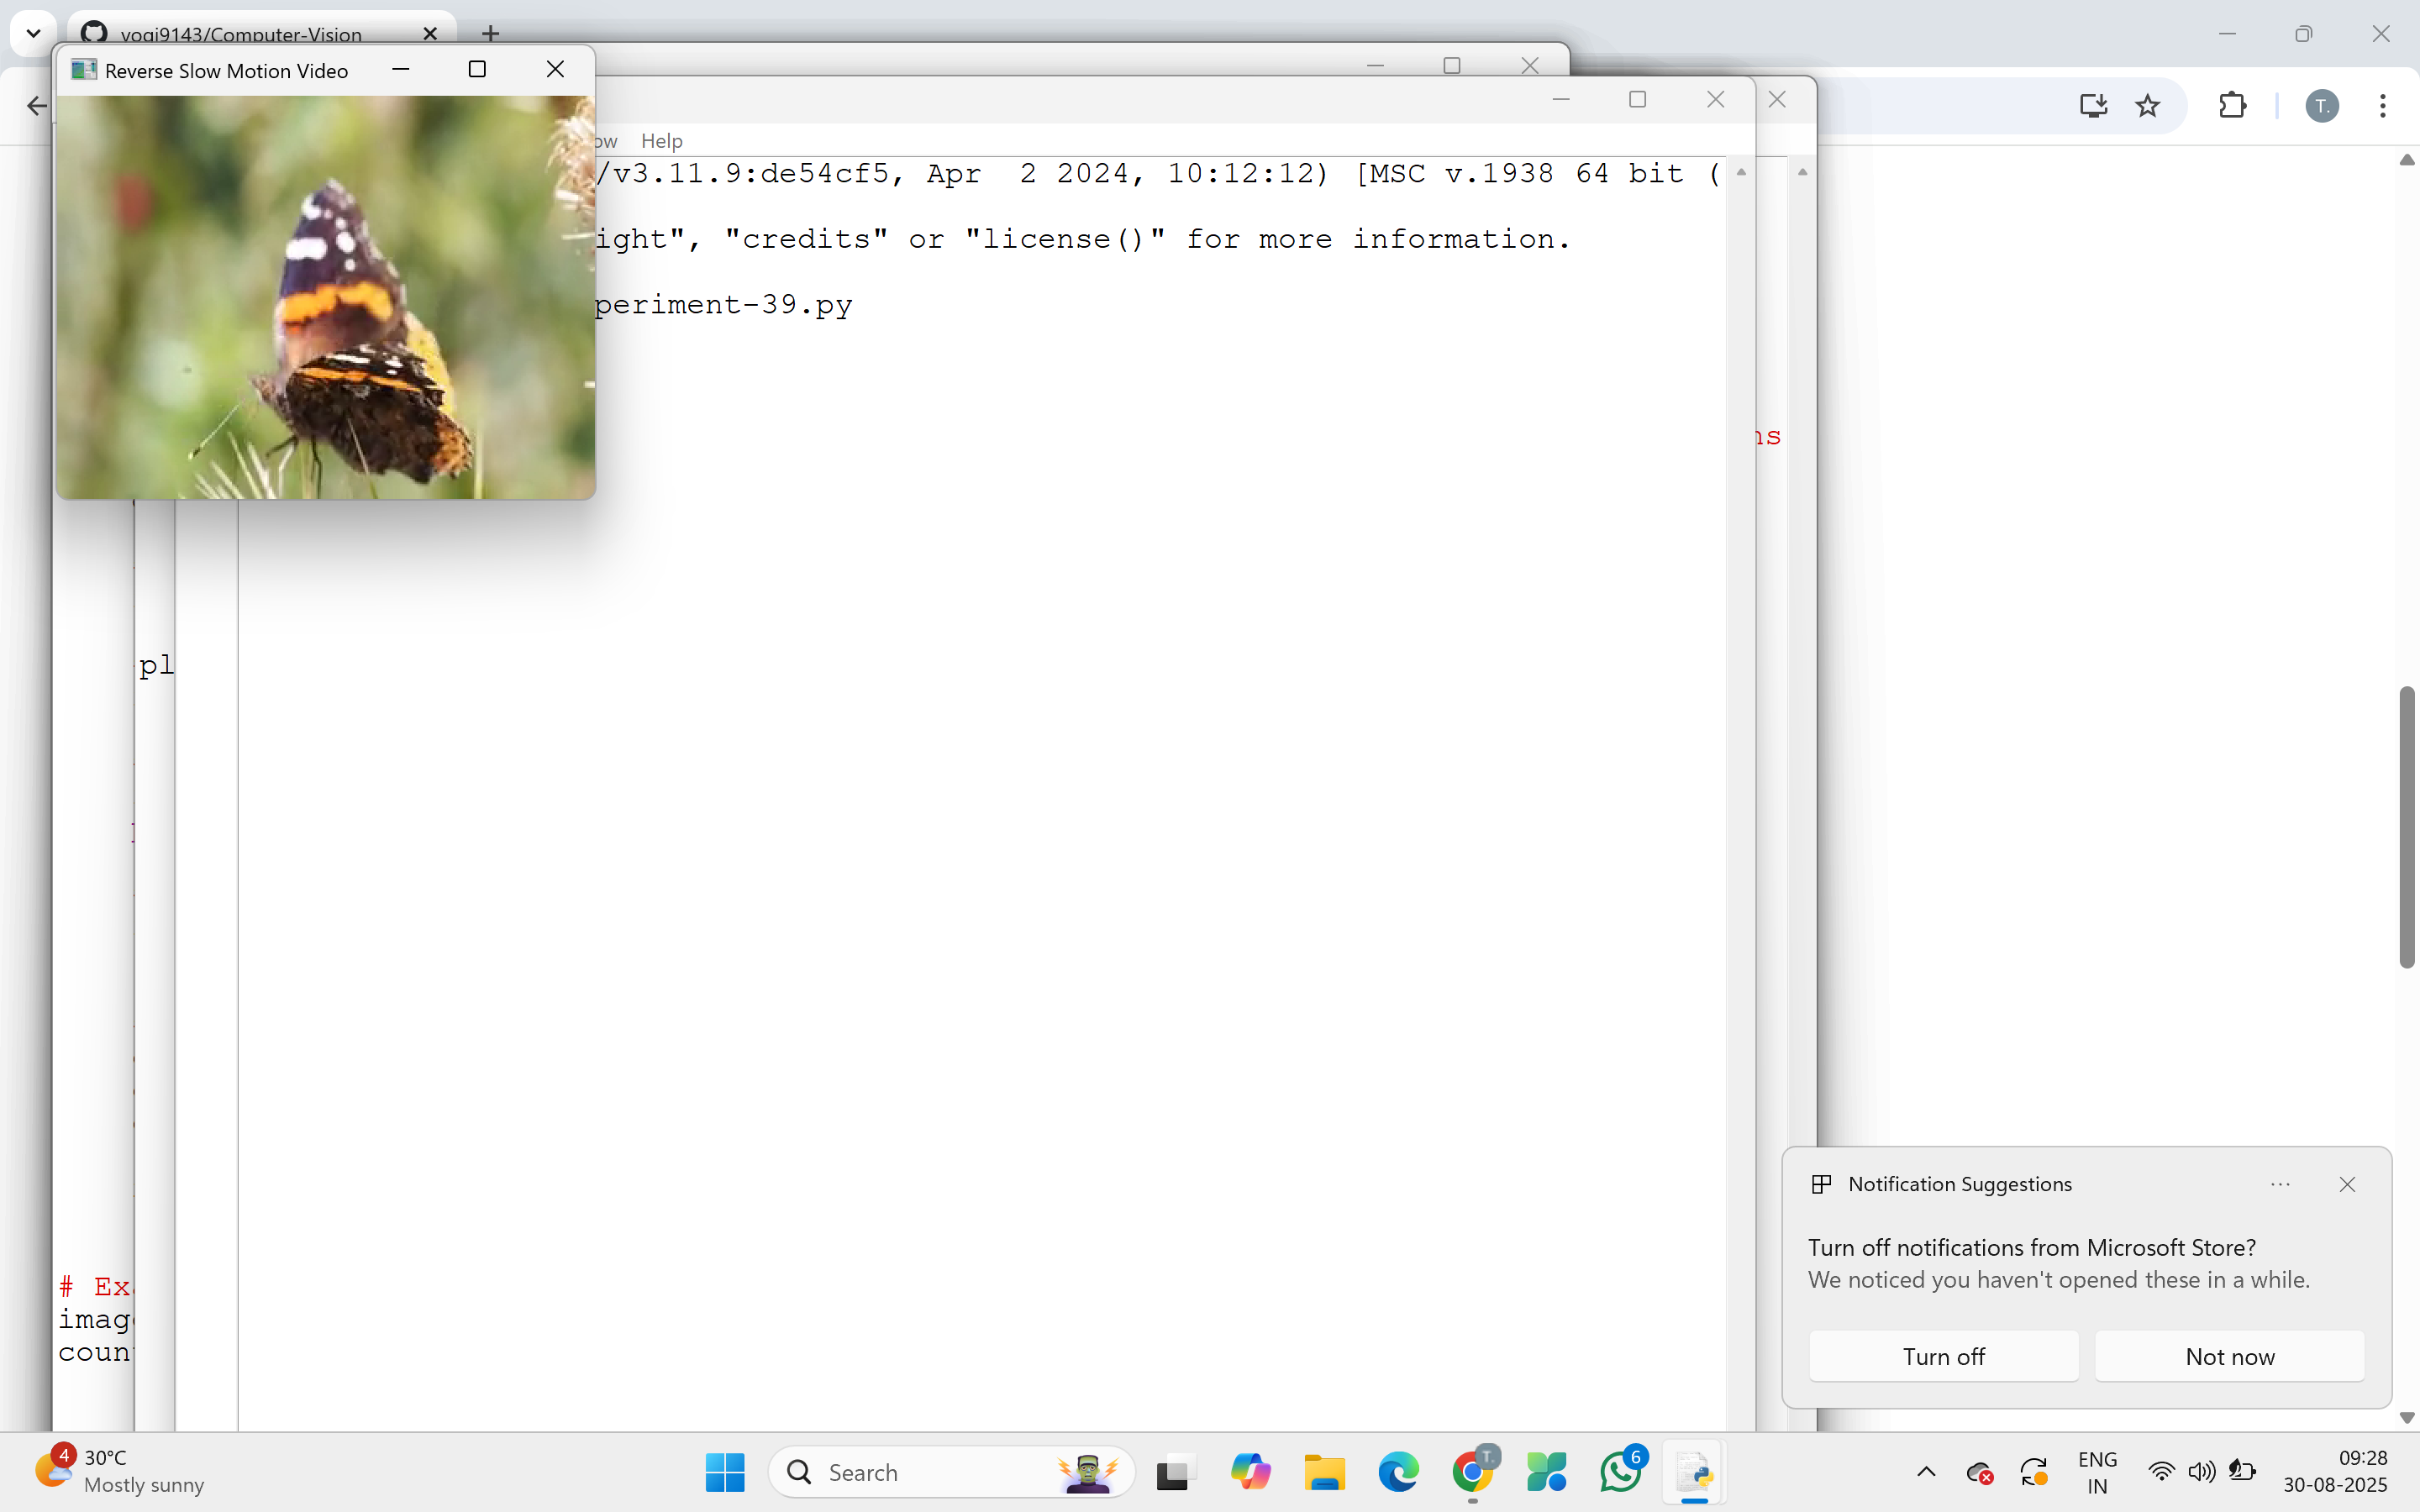 yogi9143/Computer-Vision
Reverse Slow Motion Video
T.
Help
/v3.11.9:de54cf5, Apr  2 2024, 10:12:12) [MSC v.1938 64 bit (
ight", "credits" or "license()" for more information.
periment-39.py
ns
pl
# Ex
imag
coun
Notification Suggestions
Turn off notifications from Microsoft Store?
We noticed you haven't opened these in a while.
Turn off
Not now
4
30°C
Mostly sunny
Search
T.
6
ENG
IN
09:28
30-08-2025